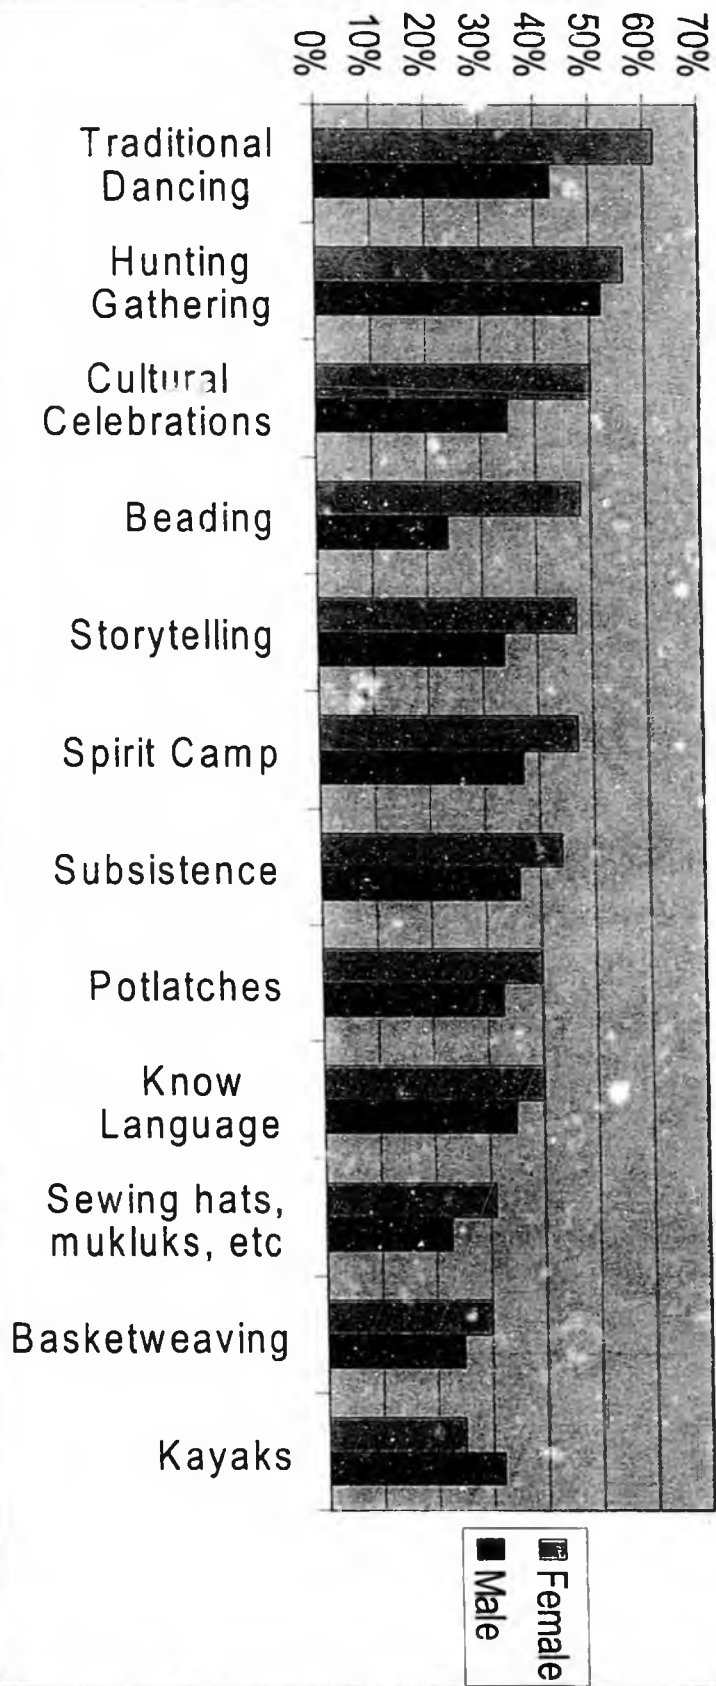 70%
60%
50%
40%
30%
20%
10%
0%
Traditional
Dancing
Hunting
Gathering
Cultural
Celebrations
Beading
Storytelling
Spirit Camp
Subsistence
Potlatches
Know
Language
Sewing hats,
mukluks, etc
Basketweaving
Kayaks
Female
Male